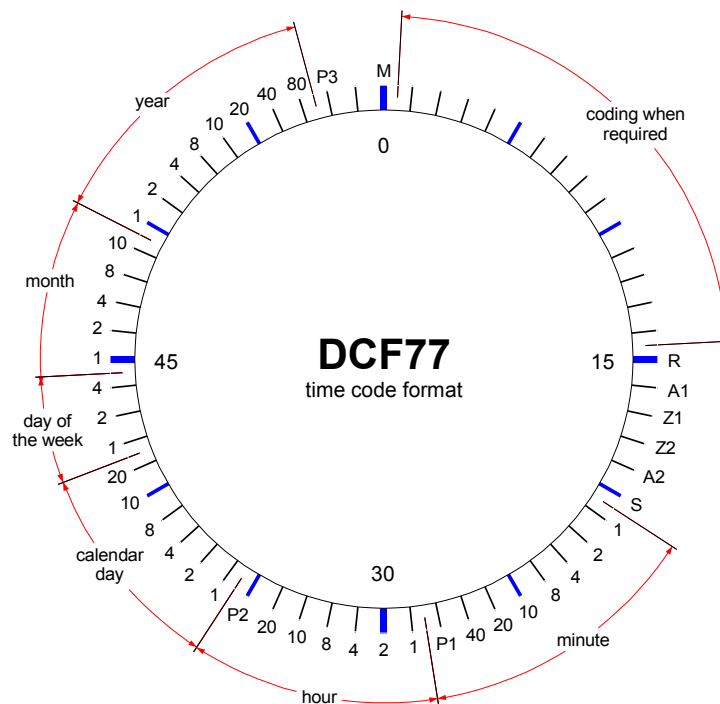 M
0
coding when
required
15
R
A1
Z1
Z2
A2
S
1
2
4
8
10
20
40
P1
minute
30
1
2
4
8
10
20
P2
hour
1
2
4
8
10
20
calendar
day
1
2
4
day of
the week
45
1
2
4
8
10
month
1
2
4
8
10
20
40
80
year
P3
DCF77
time code format